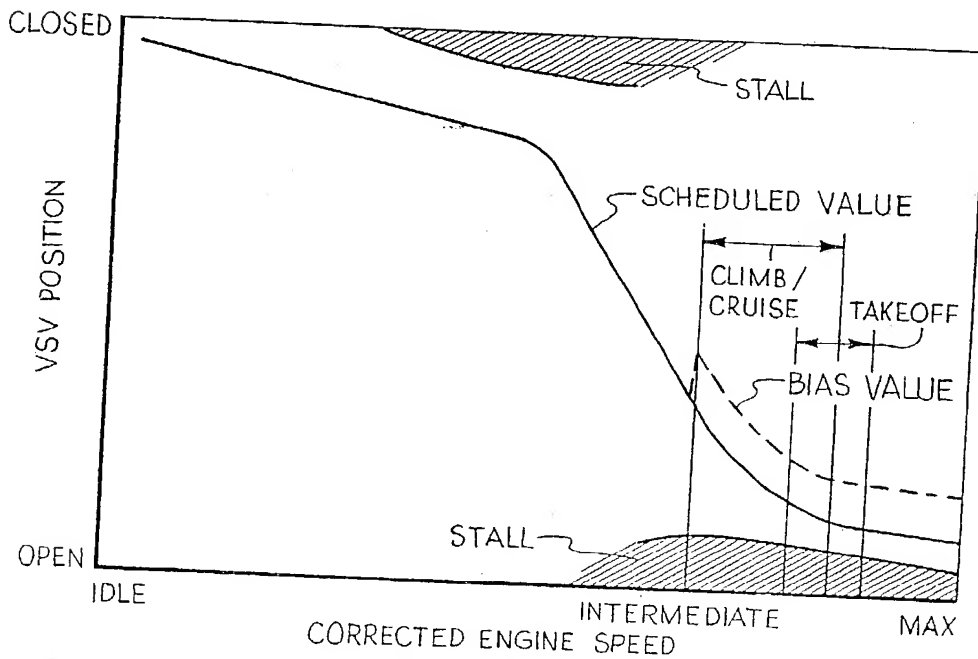 CLOSED
STALL
SCHEDULED VALUE
CLIMB/
CRUISE
TAKEOFF
BIAS VALUE
VSV POSITION
STALL
OPEN
IDLE
INTERMEDIATE
MAX
CORRECTED ENGINE SPEED